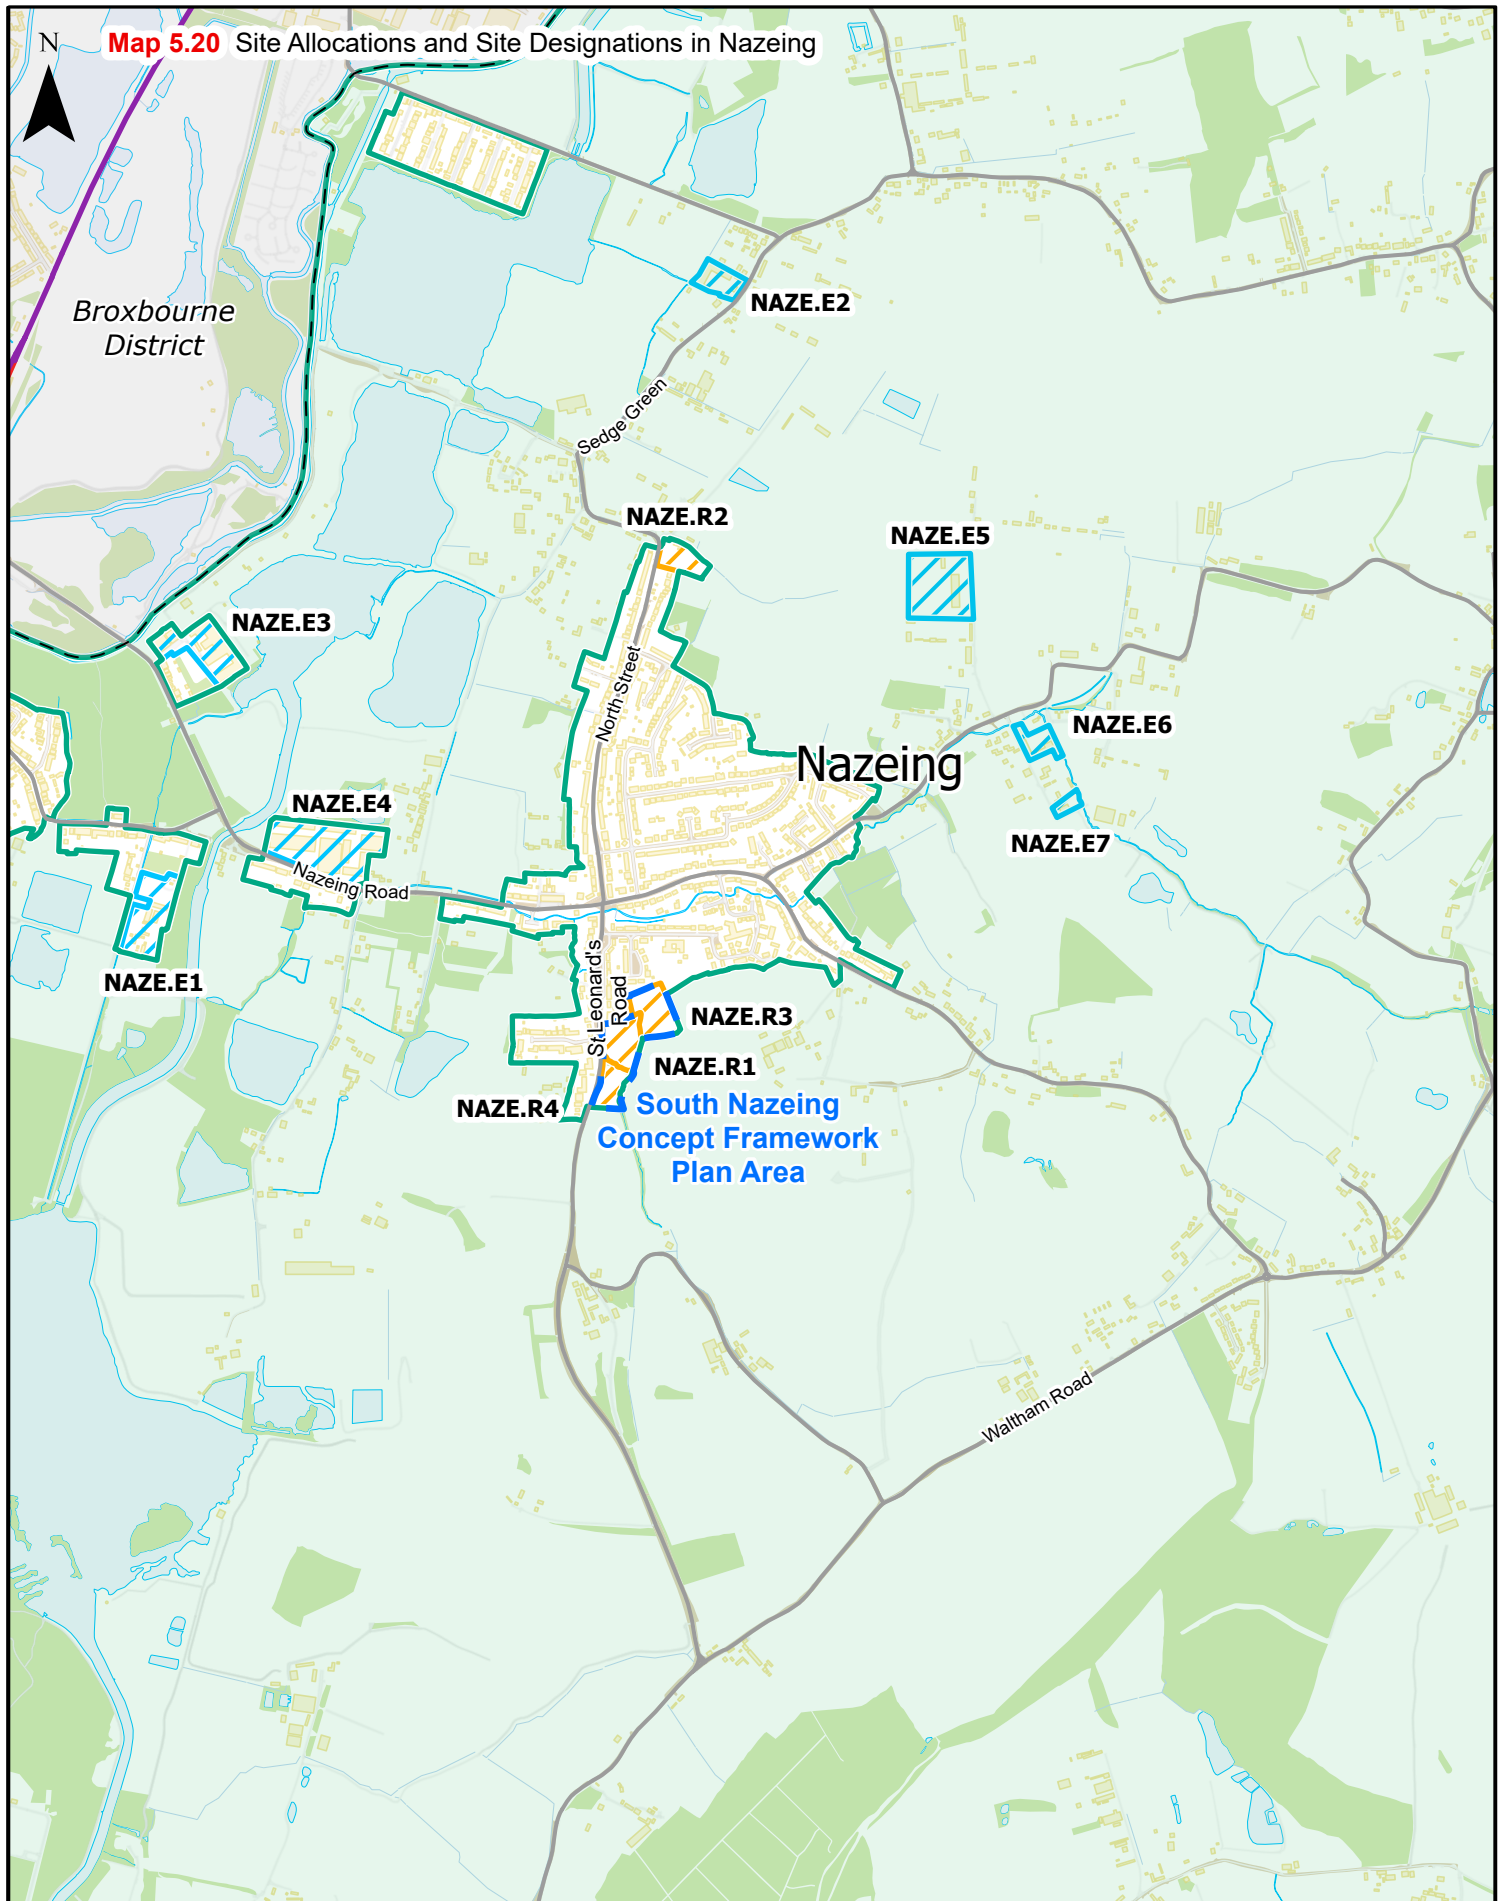 N
Map 5.20 Site Allocations and Site Designations in Nazeing
Broxbourne
District
NAZE.E2
Sedge Green
NAZE.R2
NAZE.E5
NAZE.E3
North Street
NAZE.E6
Nazeing
NAZE.E4
NAZE.E7
Nazeing Road
NAZE.E1
St Leonard's
Road
NAZE.R3
NAZE.R1
NAZE.R4
South Nazeing
Concept Framework
Plan Area
Waltham Road